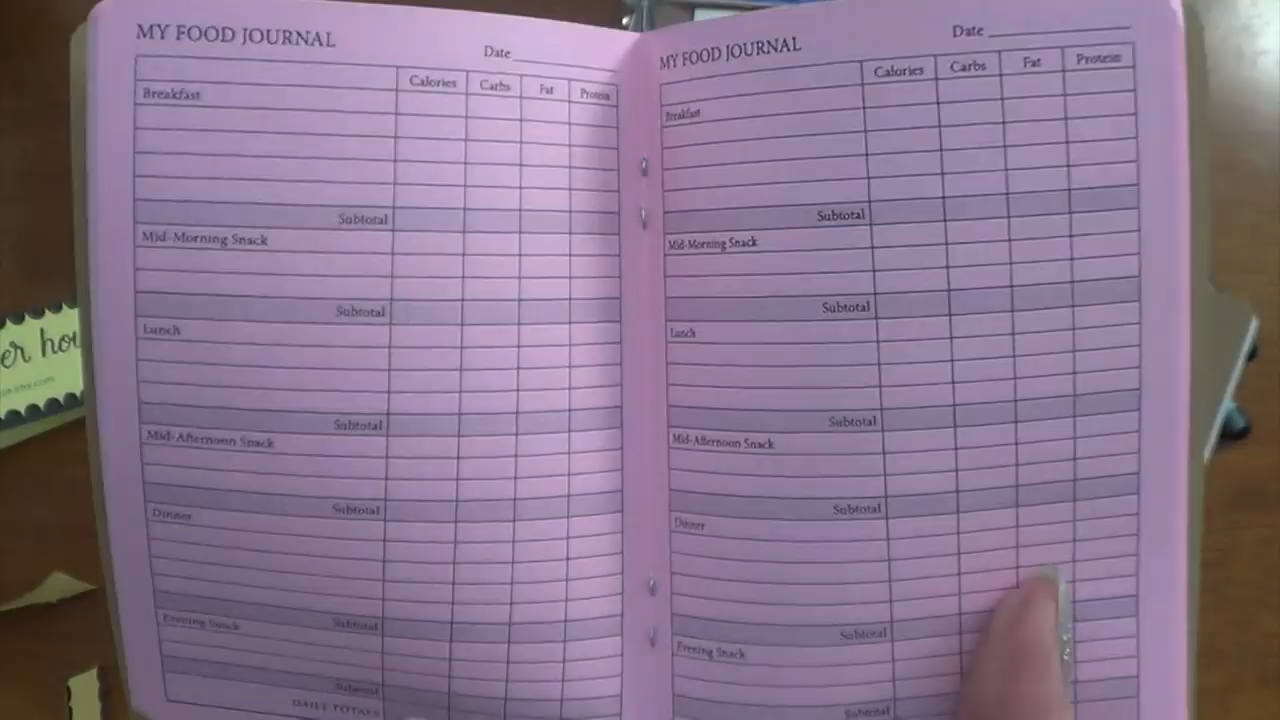 MY FOOD JOURNAL
Date
Calories Carbs Fat Protein
Breakfast
Subtotal
Mid-Morning Snack
Subtotal
Lunch
Subtotal
Mid-Afternoon Snack
Subtotal
Dinner
Subtotal
Evening Snack
Subtotal
DAILY TOTALS
MY FOOD JOURNAL
Date
Calories Carbs Fat Protein
Breakfast
Subtotal
Mid-Morning Snack
Subtotal
Lunch
Subtotal
Mid-Afternoon Snack
Subtotal
Dinner
Subtotal
Evening Snack
Subtotal